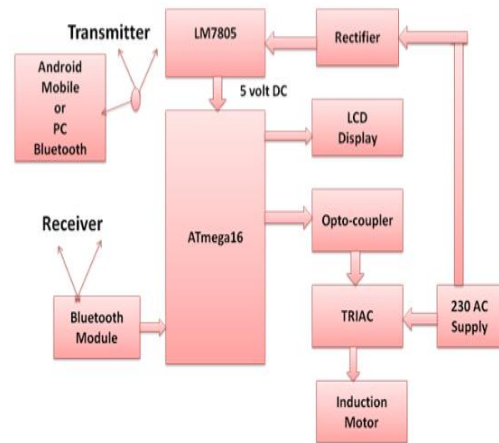 Transmitter
LM7805
Rectifier
Android
Mobile
or
PC
Bluetooth
5 volt DC
LCD
Display
Receiver
ATmega16
Opto-coupler
Bluetooth
Module
TRIAC
230 AC
Supply
Induction
Motor